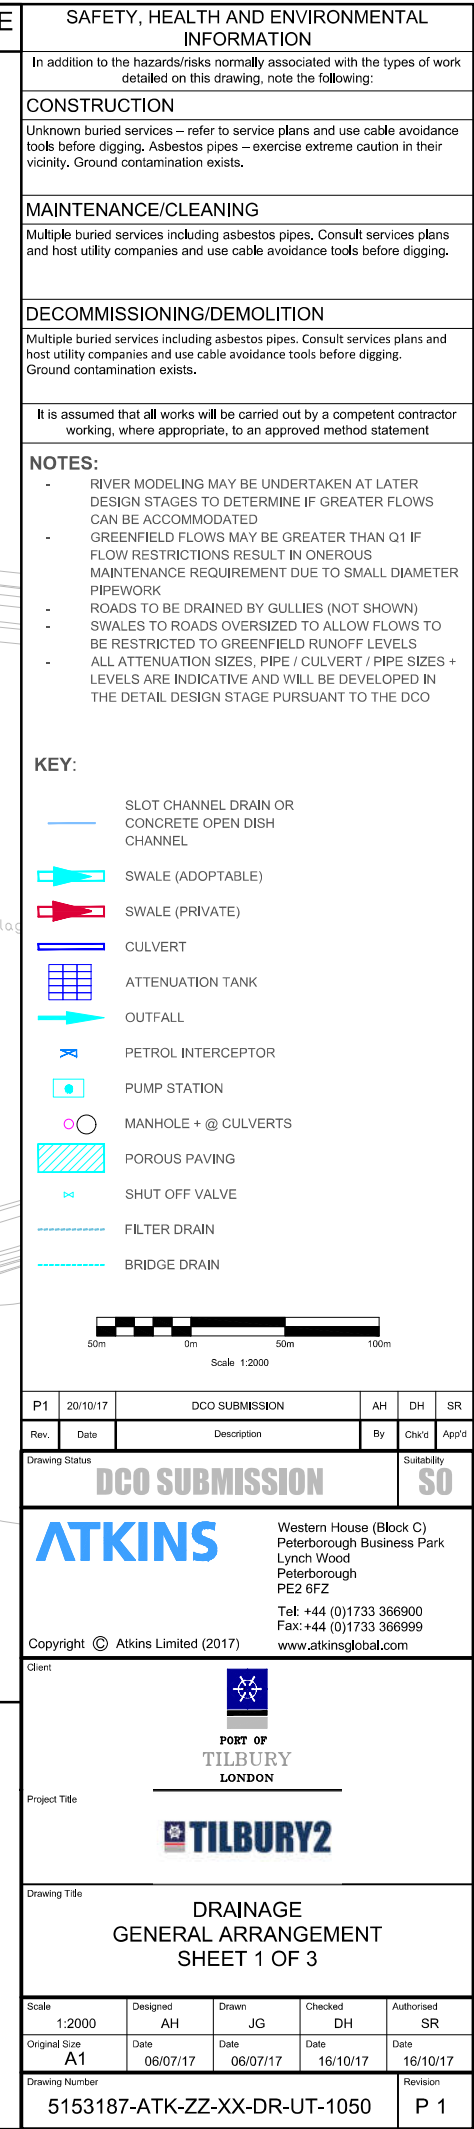 E
SAFETY, HEALTH AND ENVIRONMENTAL
INFORMATION
In addition to the hazards/risks normally associated with the types of work
detailed on this drawing, note the following:
CONSTRUCTION
Unknown buried services – refer to service plans and use cable avoidance
tools before digging. Asbestos pipes – exercise extreme caution in their
vicinity. Ground contamination exists.
MAINTENANCE/CLEANING
Multiple buried services including asbestos pipes. Consult services plans
and host utility companies and use cable avoidance tools before digging.
DECOMMISSIONING/DEMOLITION
Multiple buried services including asbestos pipes. Consult services plans and
host utility companies and use cable avoidance tools before digging.
Ground contamination exists.
It is assumed that all works will be carried out by a competent contractor
working, where appropriate, to an approved method statement
NOTES:
- RIVER MODELING MAY BE UNDERTAKEN AT LATER
DESIGN STAGES TO DETERMINE IF GREATER FLOWS
CAN BE ACCOMMODATED
- GREENFIELD FLOWS MAY BE GREATER THAN Q1 IF
FLOW RESTRICTIONS RESULT IN ONEROUS
MAINTENANCE REQUIREMENT DUE TO SMALL DIAMETER
PIPEWORK
- ROADS TO BE DRAINED BY GULLIES (NOT SHOWN)
- SWALES TO ROADS OVERSIZED TO ALLOW FLOWS TO
BE RESTRICTED TO GREENFIELD RUNOFF LEVELS
- ALL ATTENUATION SIZES, PIPE / CULVERT / PIPE SIZES +
LEVELS ARE INDICATIVE AND WILL BE DEVELOPED IN
THE DETAIL DESIGN STAGE PURSUANT TO THE DCO
KEY:
SLOT CHANNEL DRAIN OR
CONCRETE OPEN DISH
CHANNEL
SWALE (ADOPTABLE)
SWALE (PRIVATE)
lag
CULVERT
ATTENUATION TANK
OUTFALL
PETROL INTERCEPTOR
PUMP STATION
MANHOLE + @ CULVERTS
POROUS PAVING
SHUT OFF VALVE
FILTER DRAIN
BRIDGE DRAIN
50m 0m 50m 100m
Scale 1:2000
P1 20/10/17 DCO SUBMISSION AH DH SR
Rev. Date Description By Chk'd App'd
Drawing Status Suitability
DCO SUBMISSION S0
ATKINS
Western House (Block C)
Peterborough Business Park
Lynch Wood
Peterborough
PE2 6FZ
Tel: +44 (0)1733 366900
Fax: +44 (0)1733 366999
Copyright © Atkins Limited (2017) www.atkinsglobal.com
Client
PORT OF
TILBURY
LONDON
Project Title
TILBURY2
Drawing Title
DRAINAGE
GENERAL ARRANGEMENT
SHEET 1 OF 3
Scale Designed Drawn Checked Authorised
1:2000 AH JG DH SR
Original Size Date Date Date Date
A1 06/07/17 06/07/17 16/10/17 16/10/17
Drawing Number Revision
5153187-ATK-ZZ-XX-DR-UT-1050 P 1